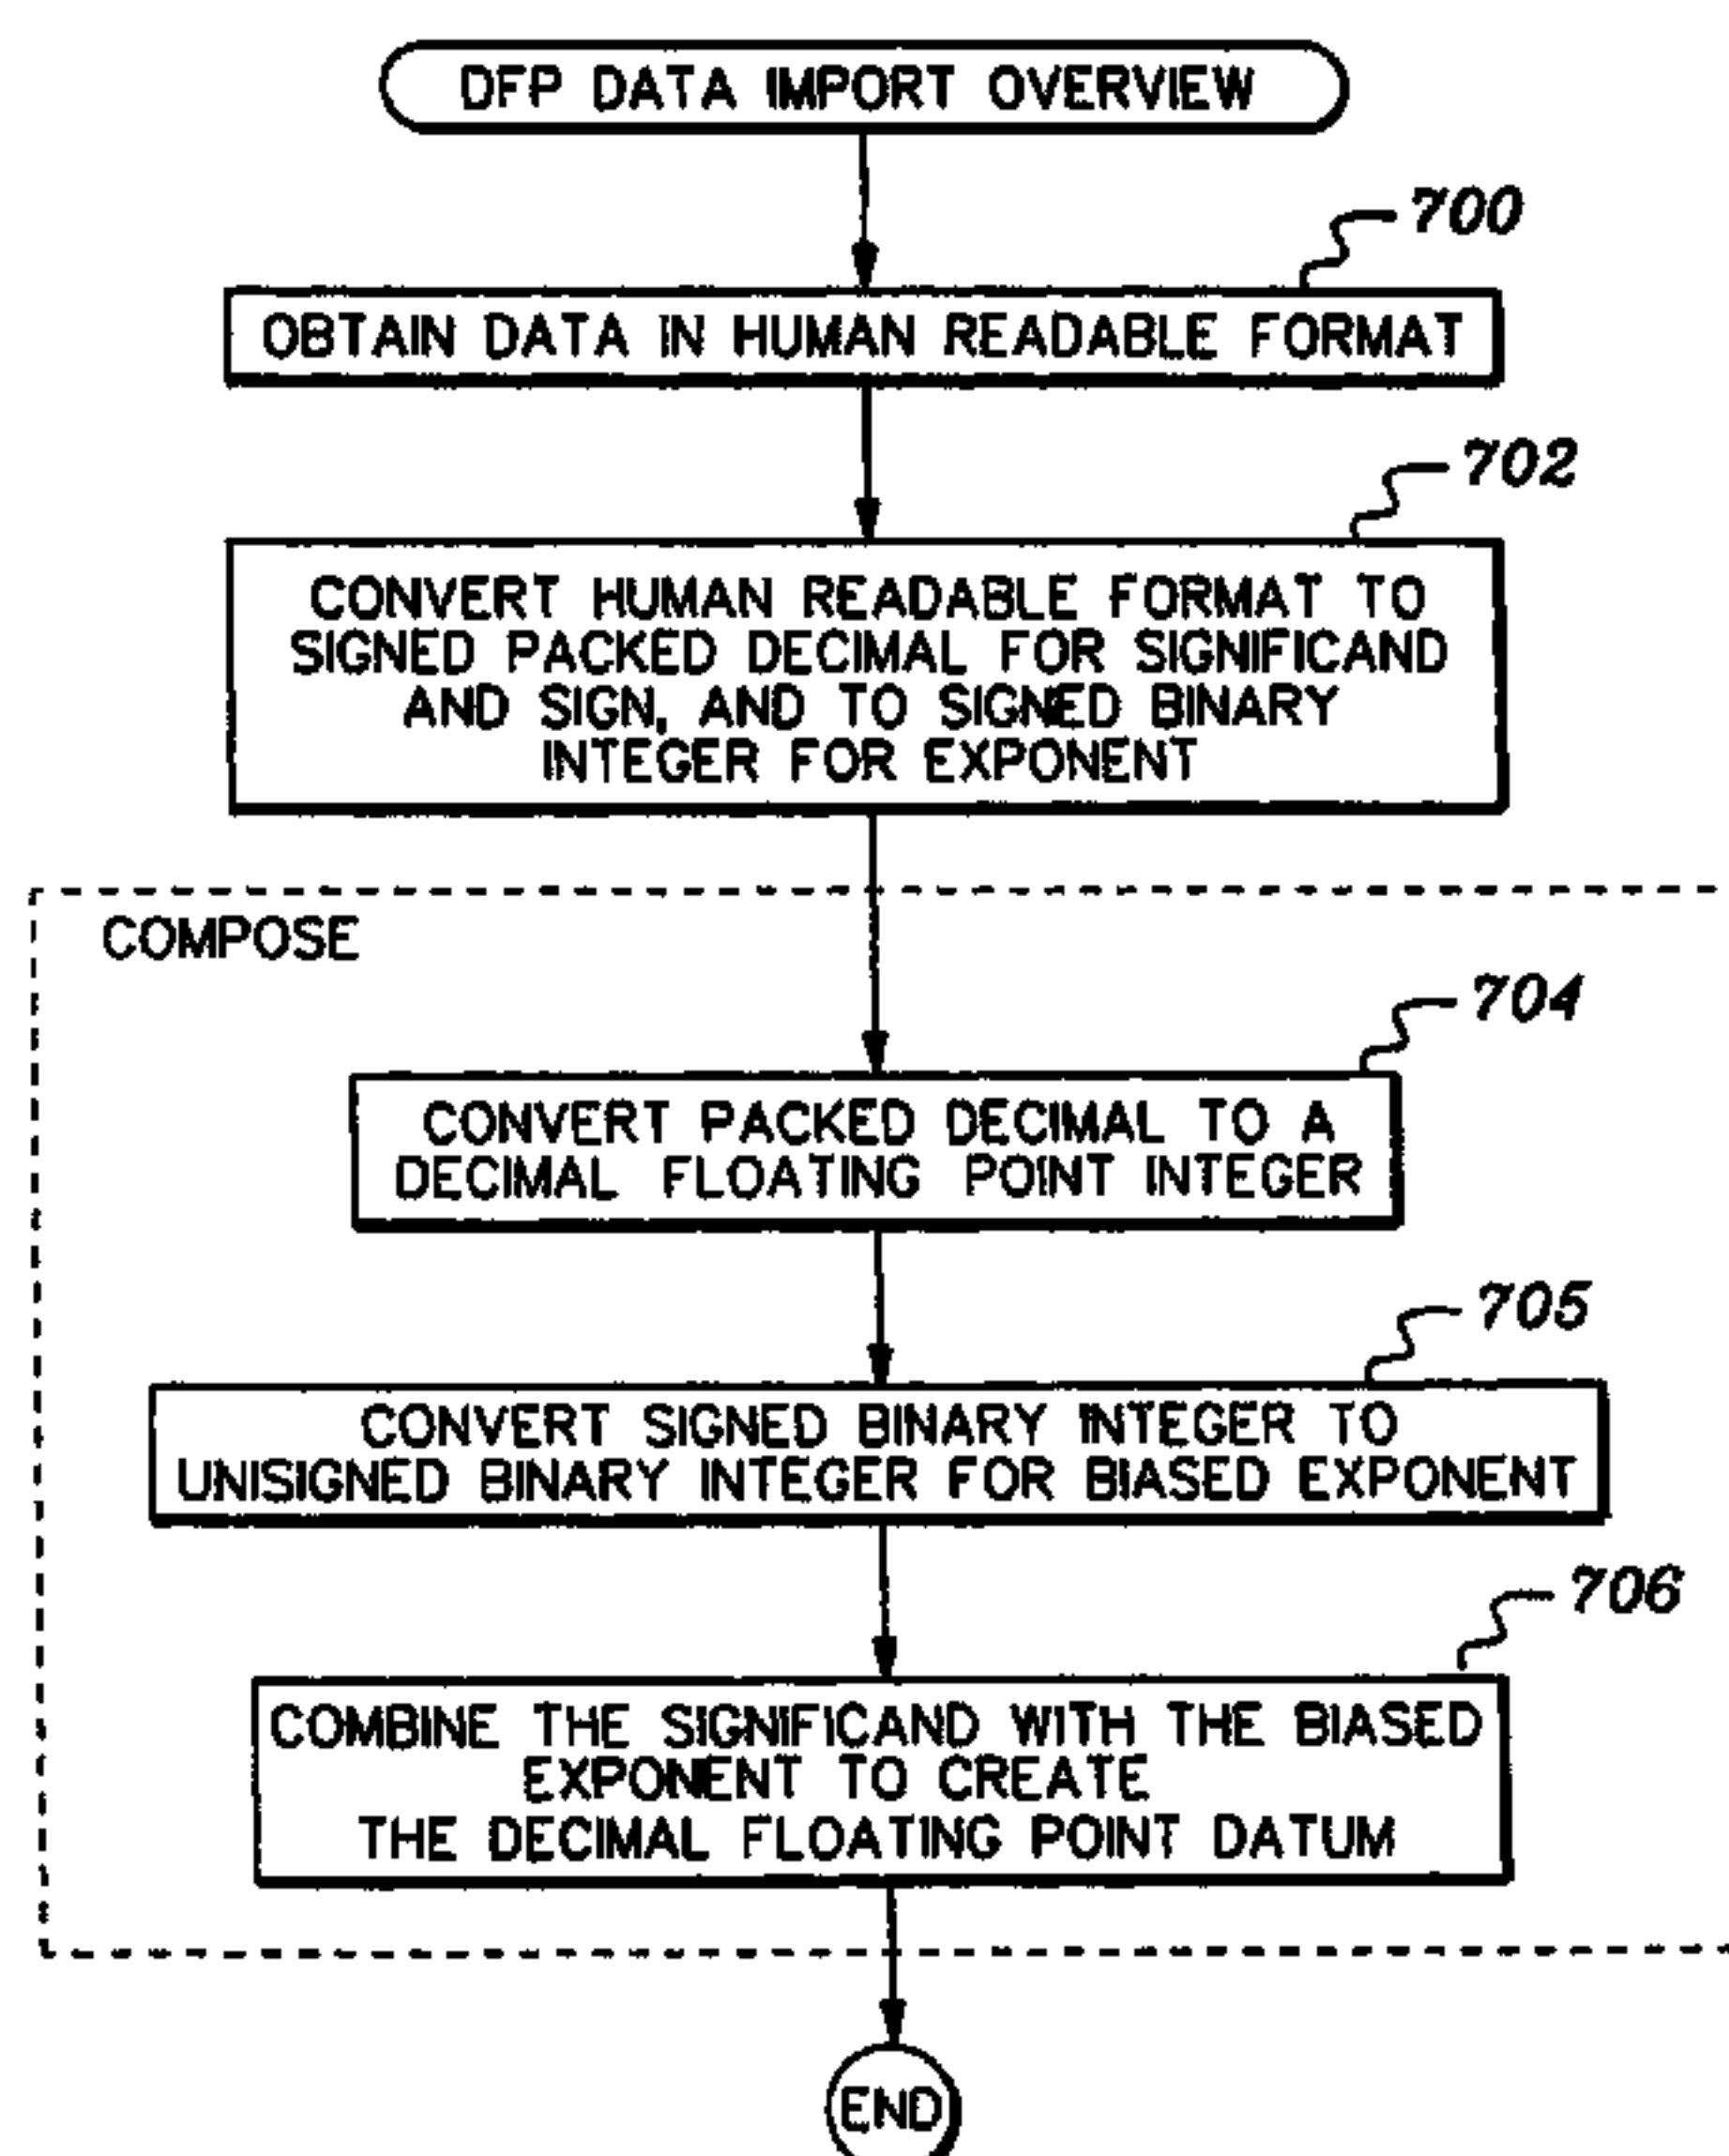 DFP DATA IMPORT OVERVIEW
700
OBTAIN DATA IN HUMAN READABLE FORMAT
702
CONVERT HUMAN READABLE FORMAT TO
SIGNED PACKED DECIMAL FOR SIGNIFICAND
AND SIGN, AND TO SIGNED BINARY
INTEGER FOR EXPONENT
COMPOSE
704
CONVERT PACKED DECIMAL TO A
DECIMAL FLOATING POINT INTEGER
705
CONVERT SIGNED BINARY INTEGER TO
UNISIGNED BINARY INTEGER FOR BIASED EXPONENT
706
COMBINE THE SIGNIFICAND WITH THE BIASED
EXPONENT TO CREATE
THE DECIMAL FLOATING POINT DATUM
END